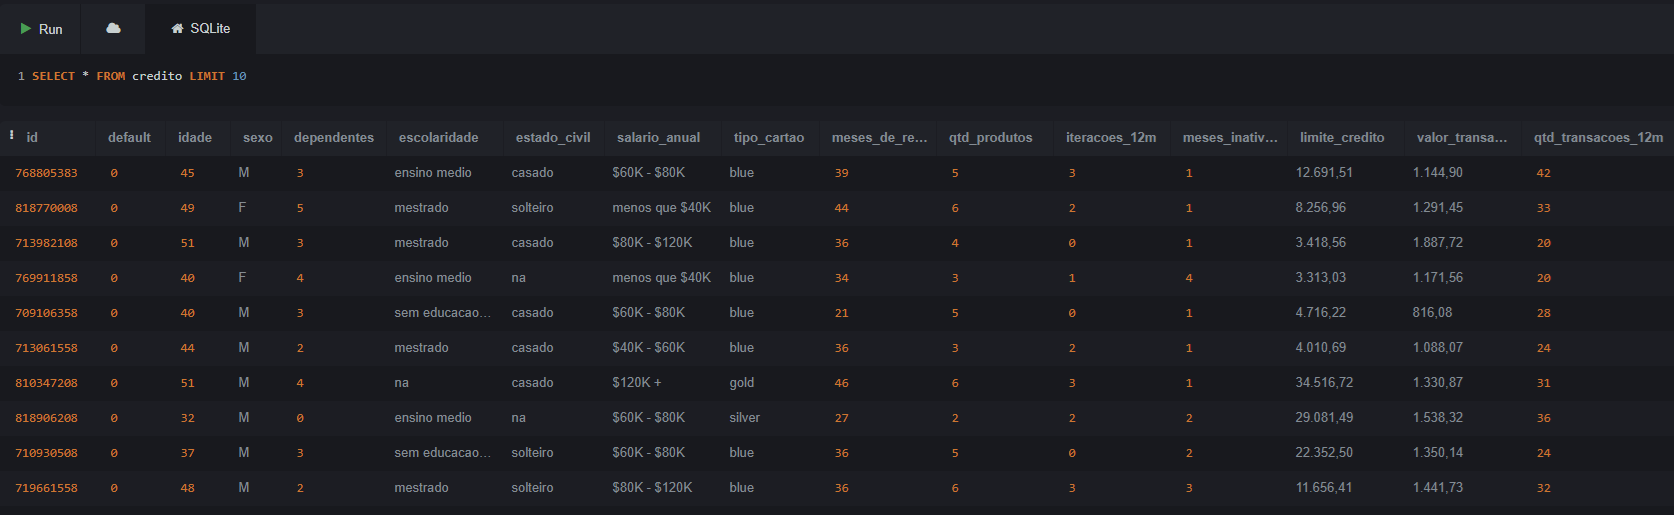 Run SQLite
1 SELECT * FROM credito LIMIT 10
id default idade sexo dependentes escolaridade estado_civil salario_anual tipo_cartao meses_de_re... qtd_produtos iteracoes_12m meses_inativ... limite_credito valor_transa... qtd_transacoes_12m
768805383 0 45 M 3 ensino medio casado $60K - $80K blue 39 5 3 1 12.691,51 1.144,90 42
818770008 0 49 F 5 mestrado solteiro menos que $40K blue 44 6 2 1 8.256,96 1.291,45 33
713982108 0 51 M 3 mestrado casado $80K - $120K blue 36 4 0 1 3.418,56 1.887,72 20
769911858 0 40 F 4 ensino medio na menos que $40K blue 34 3 1 4 3.313,03 1.171,56 20
709106358 0 40 M 3 sem educacao... casado $60K - $80K blue 21 5 0 1 4.716,22 816,08 28
713061558 0 44 M 2 mestrado casado $40K - $60K blue 36 3 2 1 4.010,69 1.088,07 24
810347208 0 51 M 4 na casado $120K + gold 46 6 3 1 34.516,72 1.330,87 31
818906208 0 32 M 0 ensino medio na $60K - $80K silver 27 2 2 2 29.081,49 1.538,32 36
710930508 0 37 M 3 sem educacao... solteiro $60K - $80K blue 36 5 0 2 22.352,50 1.350,14 24
719661558 0 48 M 2 mestrado solteiro $80K - $120K blue 36 6 3 3 11.656,41 1.441,73 32